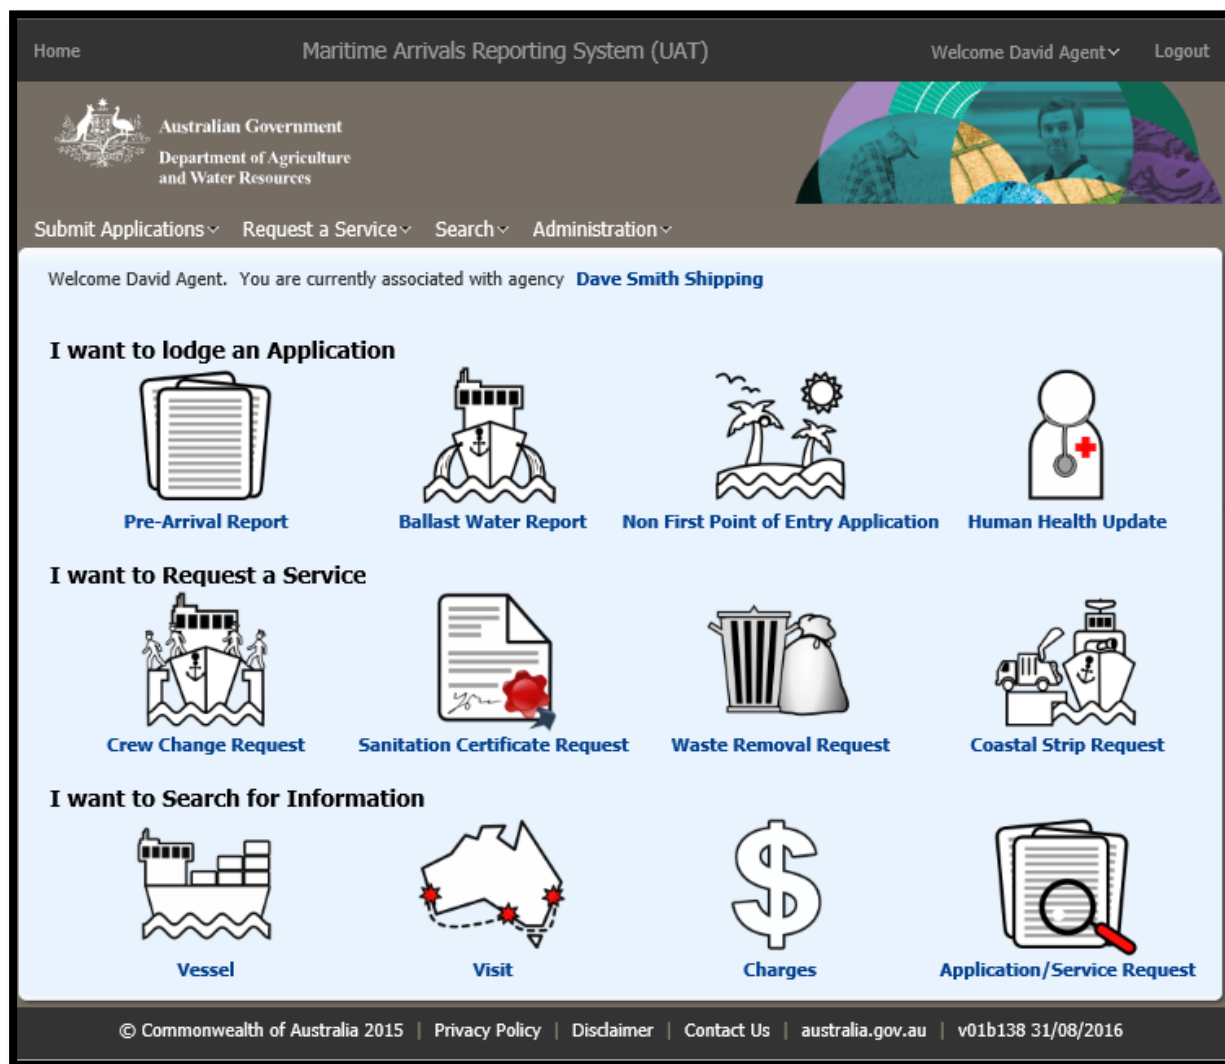 Home
Maritime Arrivals Reporting System (UAT)
Welcome David Agent
Logout
Australian Government
Department of Agriculture
and Water Resources
Submit Applications
Request a Service
Search
Administration
Welcome David Agent. You are currently associated with agency Dave Smith Shipping
I want to lodge an Application
Pre-Arrival Report
Ballast Water Report
Non First Point of Entry Application
Human Health Update
I want to Request a Service
Crew Change Request
Sanitation Certificate Request
Waste Removal Request
Coastal Strip Request
I want to Search for Information
Vessel
Visit
Charges
Application/Service Request
© Commonwealth of Australia 2015 | Privacy Policy | Disclaimer | Contact Us | australia.gov.au | v01b138 31/08/2016